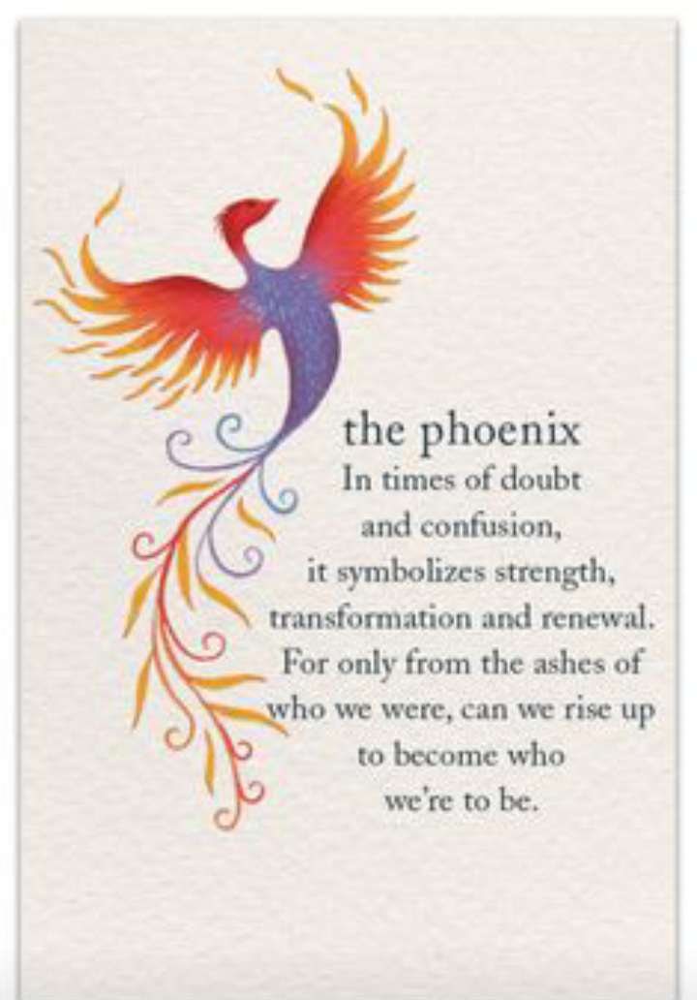 the phoenix
In times of doubt
and confusion,
it symbolizes strength,
transformation and renewal.
For only from the ashes of
who we were, can we rise up
to become who
we're to be.